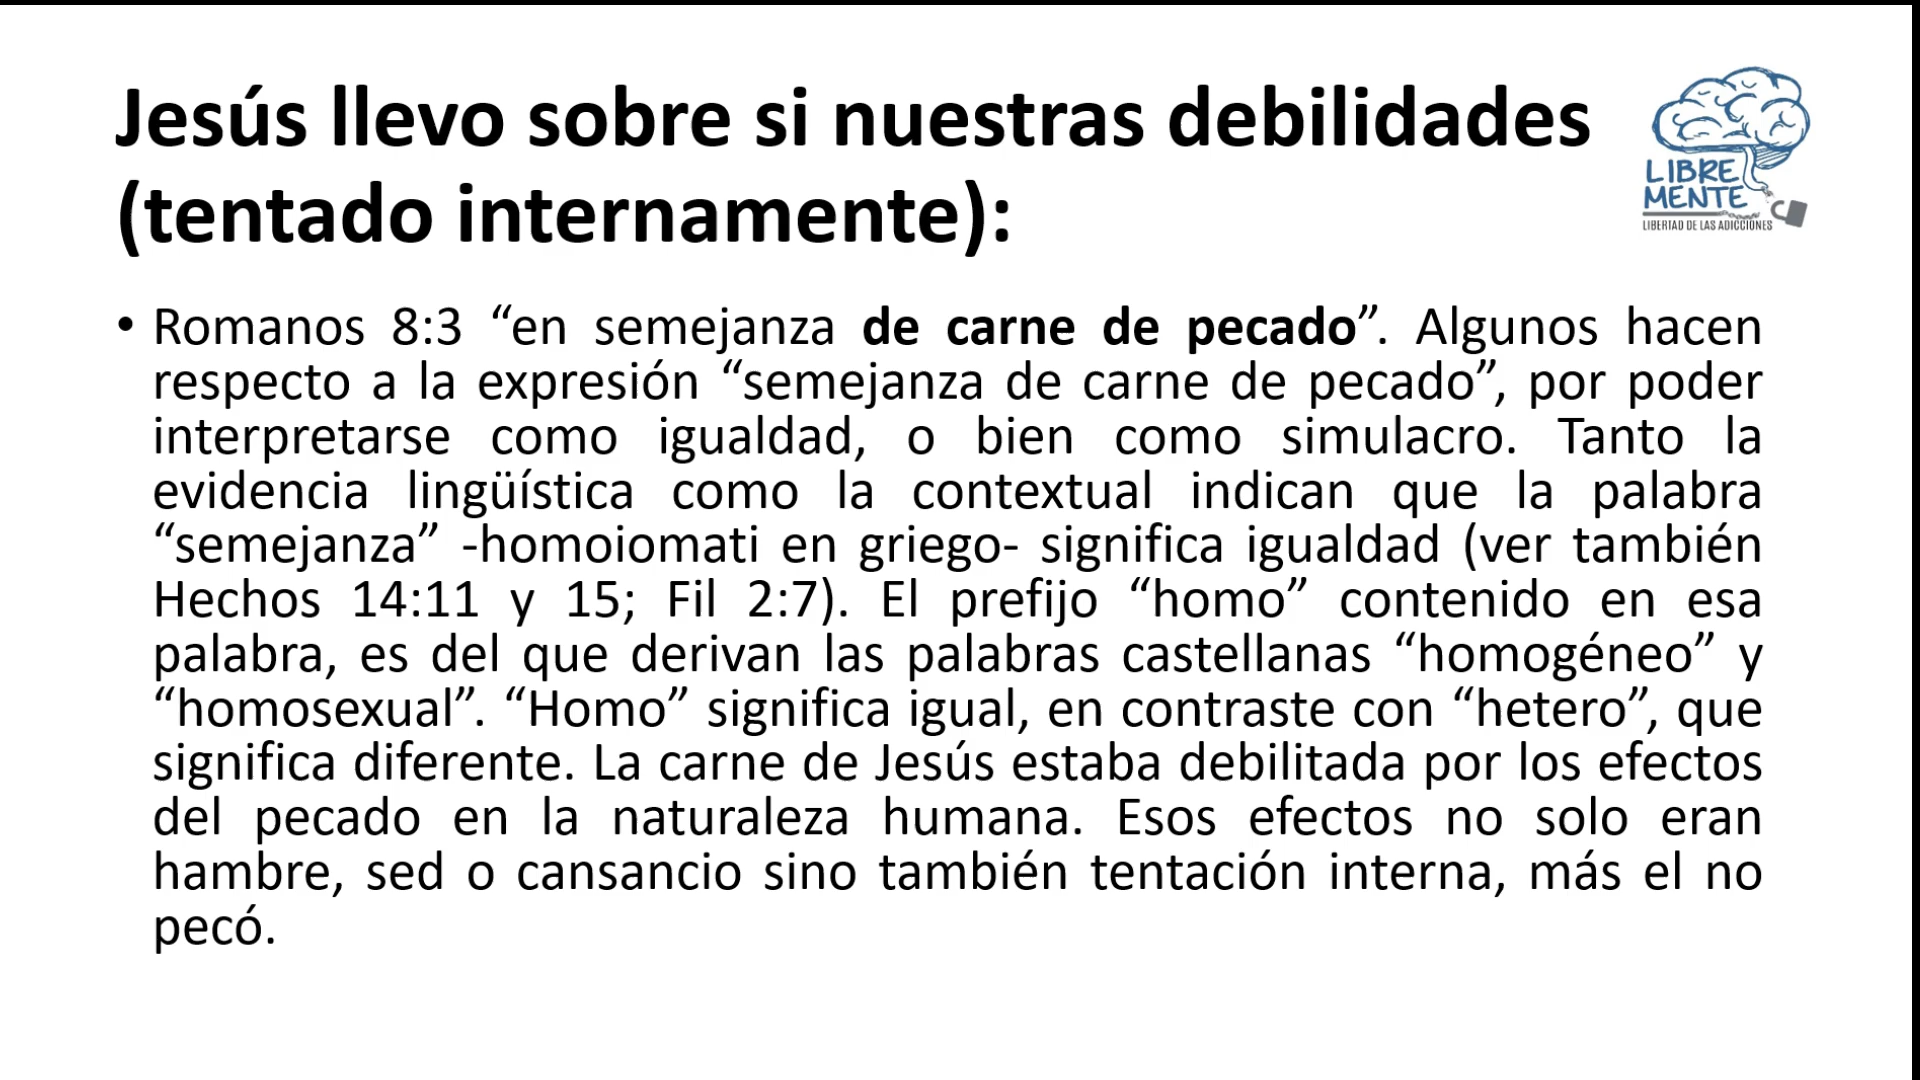 Jesús llevo sobre si nuestras debilidades
(tentado internamente):
LIBRE
MENTE
LIBERTAD DE LAS ADICCIONES
• Romanos 8:3 “en semejanza de carne de pecado”. Algunos hacen
respecto a la expresión “semejanza de carne de pecado”, por poder
interpretarse como igualdad, o bien como simulacro. Tanto la
evidencia lingüística como la contextual indican que la palabra
“semejanza” -homoiomati en griego- significa igualdad (ver también
Hechos 14:11 y 15; Fil 2:7). El prefijo “homo” contenido en esa
palabra, es del que derivan las palabras castellanas “homogéneo” y
“homosexual”. “Homo” significa igual, en contraste con “hetero”, que
significa diferente. La carne de Jesús estaba debilitada por los efectos
del pecado en la naturaleza humana. Esos efectos no solo eran
hambre, sed o cansancio sino también tentación interna, más el no
pecó.